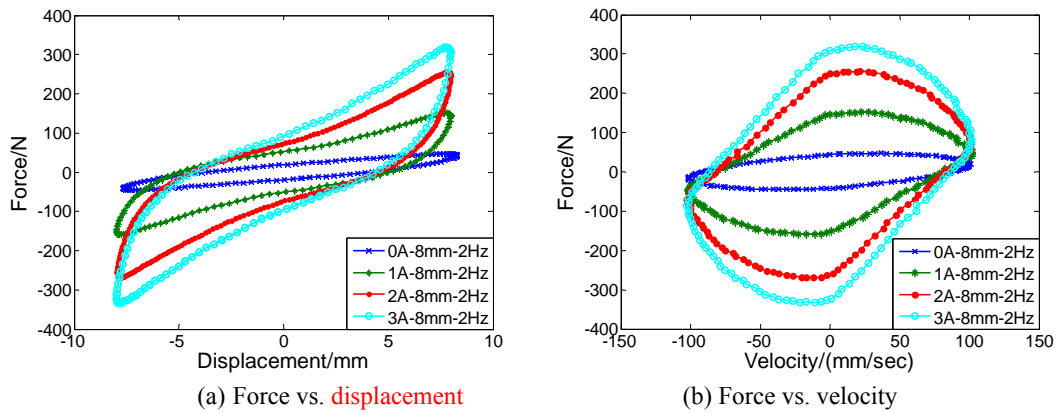 400
300
200
100
0
-100
-200
-300
-400
Force/N
-10
-5
0
5
10
Displacement/mm
0A-8mm-2Hz
1A-8mm-2Hz
2A-8mm-2Hz
3A-8mm-2Hz
(a) Force vs. displacement
400
300
200
100
0
-100
-200
-300
-400
Force/N
-150
-100
-50
0
50
100
150
Velocity/(mm/sec)
0A-8mm-2Hz
1A-8mm-2Hz
2A-8mm-2Hz
3A-8mm-2Hz
(b) Force vs. velocity